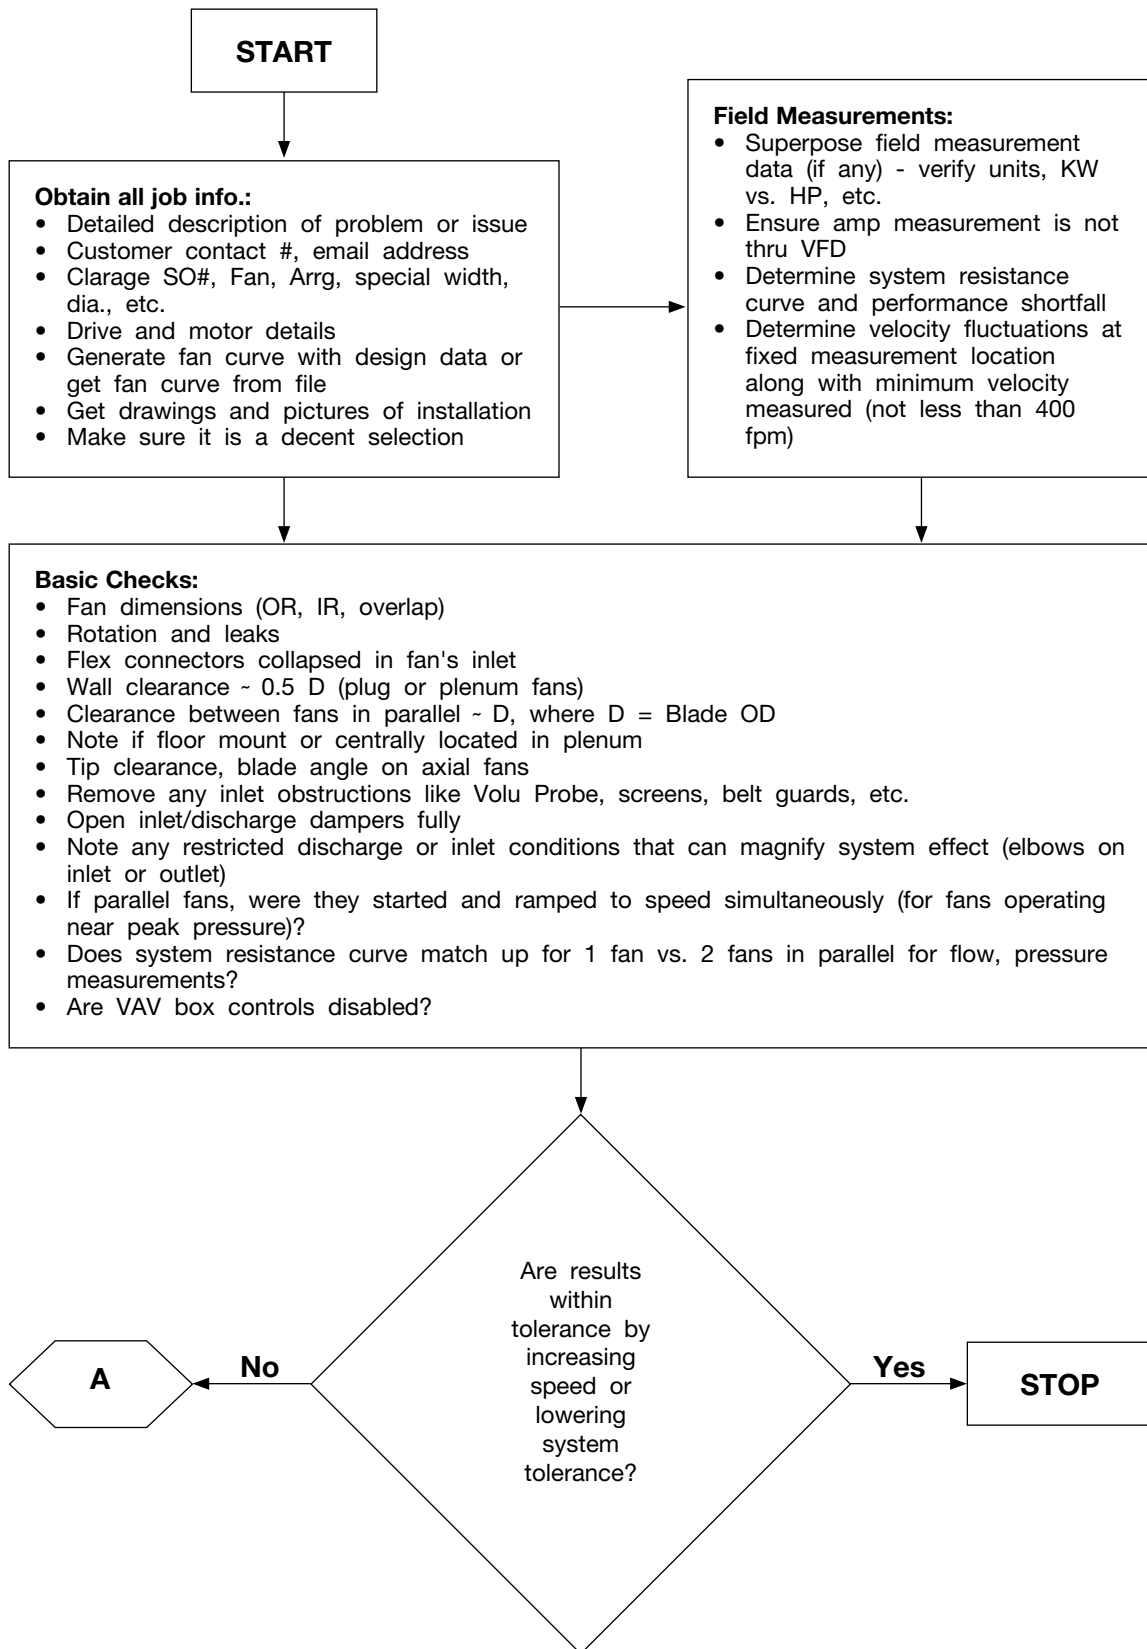 START
Obtain all job info.:
• Detailed description of problem or issue
• Customer contact #, email address
• Clarage SO#, Fan, Arrg, special width,
dia., etc.
• Drive and motor details
• Generate fan curve with design data or
get fan curve from file
• Get drawings and pictures of installation
• Make sure it is a decent selection
Field Measurements:
• Superpose field measurement
data (if any) - verify units, KW
vs. HP, etc.
• Ensure amp measurement is not
thru VFD
• Determine system resistance
curve and performance shortfall
• Determine velocity fluctuations at
fixed measurement location
along with minimum velocity
measured (not less than 400
fpm)
Basic Checks:
• Fan dimensions (OR, IR, overlap)
• Rotation and leaks
• Flex connectors collapsed in fan's inlet
• Wall clearance ~ 0.5 D (plug or plenum fans)
• Clearance between fans in parallel ~ D, where D = Blade OD
• Note if floor mount or centrally located in plenum
• Tip clearance, blade angle on axial fans
• Remove any inlet obstructions like Volu Probe, screens, belt guards, etc.
• Open inlet/discharge dampers fully
• Note any restricted discharge or inlet conditions that can magnify system effect (elbows on
inlet or outlet)
• If parallel fans, were they started and ramped to speed simultaneously (for fans operating
near peak pressure)?
• Does system resistance curve match up for 1 fan vs. 2 fans in parallel for flow, pressure
measurements?
• Are VAV box controls disabled?
Are results
within
tolerance by
increasing
speed or
lowering
system
tolerance?
A
No
Yes
STOP